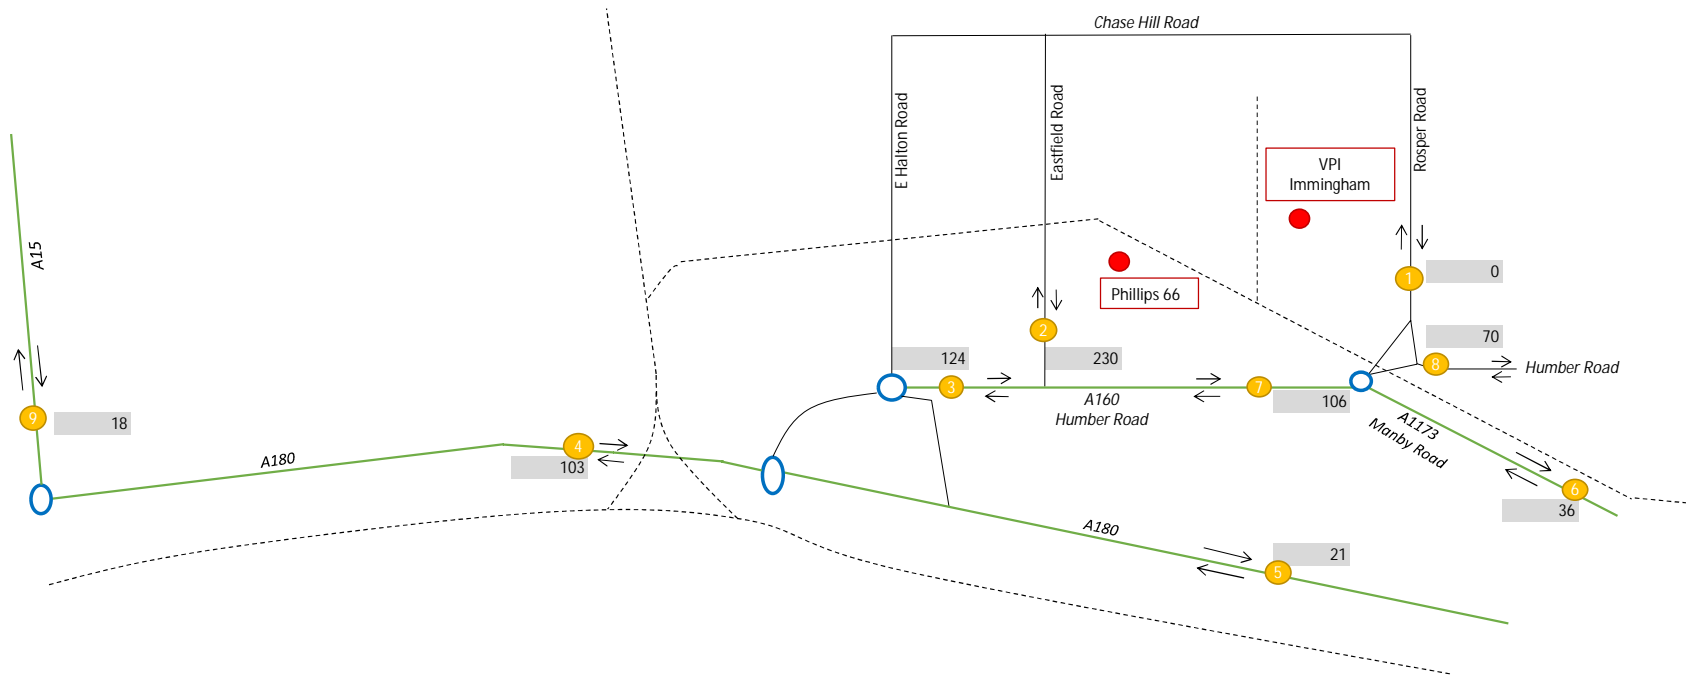 Chase Hill Road
E Halton Road
Eastfield Road
Rosper Road
VPI
Immingham
A15
Phillips 66
1
0
2
70
8
Humber Road
124
230
3
7
106
A160
Humber Road
A1173
Manby Road
9
18
A180
4
103
6
36
A180
21
5